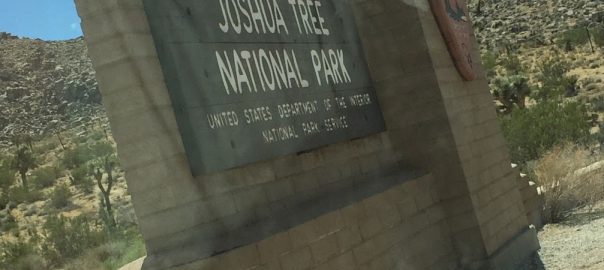 JOSHUA TREE
NATIONAL PARK
UNITED STATES DEPARTMENT OF THE INTERIOR
NATIONAL PARK SERVICE